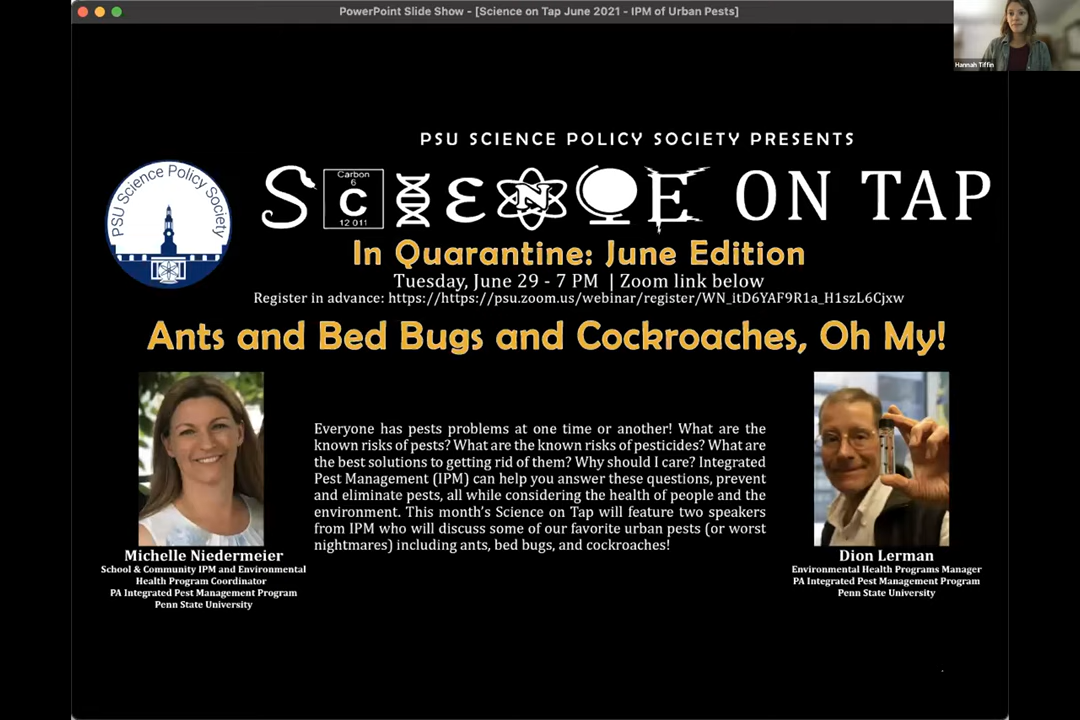 PowerPoint Slide Show - [Science on Tap June 2021 - IPM of Urban Pests]
Hannah Tiffin
PSU SCIENCE POLICY SOCIETY PRESENTS
PSU Science Policy Society
SCIENCE ON TAP
Carbon
6
C
12 011
N
In Quarantine: June Edition
Tuesday, June 29 - 7 PM | Zoom link below
Register in advance: https://https://psu.zoom.us/webinar/register/WN_itD6YAF9R1a_H1szL6Cjxw
Ants and Bed Bugs and Cockroaches, Oh My!
Everyone has pests problems at one time or another! What are the
known risks of pests? What are the known risks of pesticides? What are
the best solutions to getting rid of them? Why should I care? Integrated
Pest Management (IPM) can help you answer these questions, prevent
and eliminate pests, all while considering the health of people and the
environment. This month's Science on Tap will feature two speakers
from IPM who will discuss some of our favorite urban pests (or worst
nightmares) including ants, bed bugs, and cockroaches!
Michelle Niedermeier
School & Community IPM and Environmental
Health Program Coordinator
PA Integrated Pest Management Program
Penn State University
Dion Lerman
Environmental Health Programs Manager
PA Integrated Pest Management Program
Penn State University